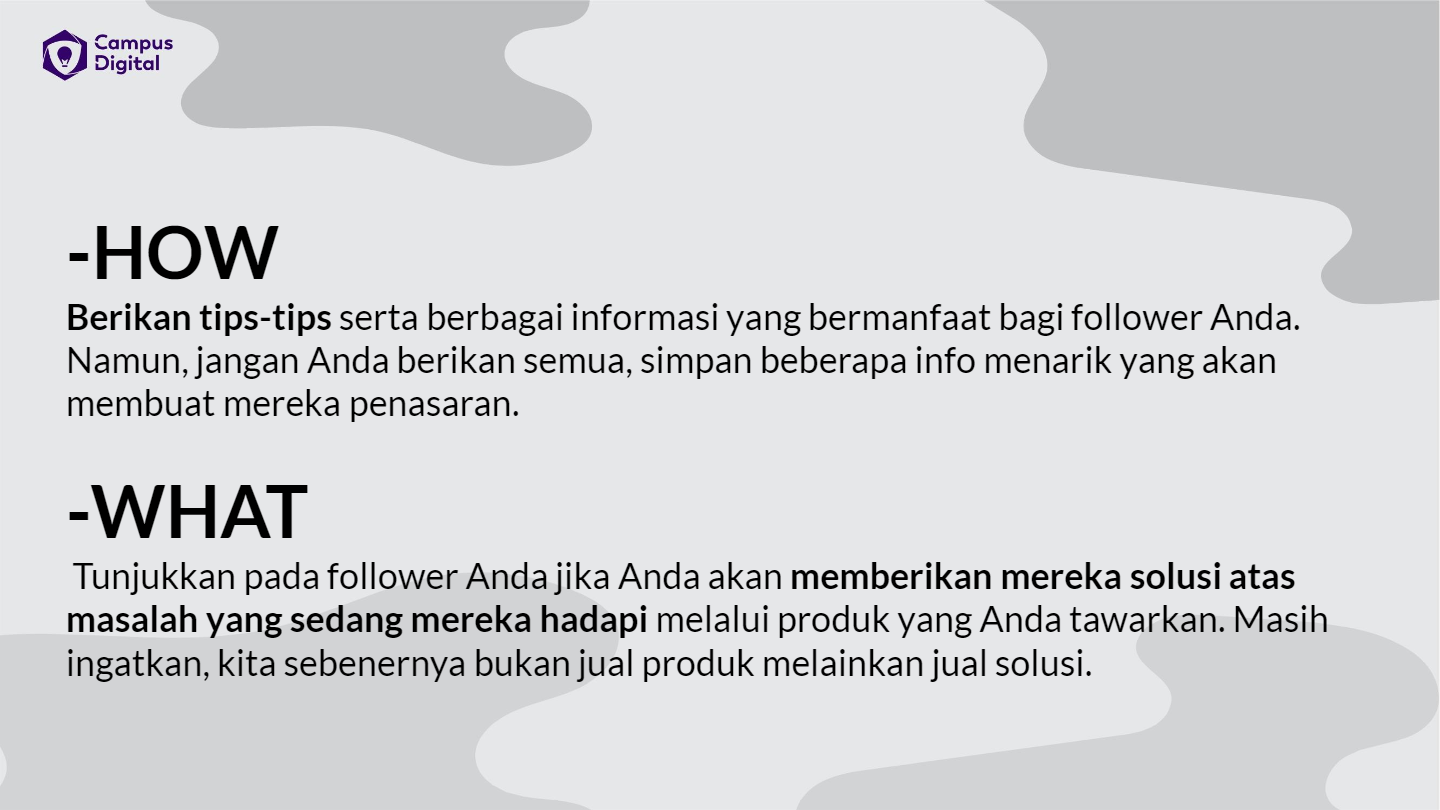 Campus
Digital
-HOW
Berikan tips-tips serta berbagai informasi yang bermanfaat bagi follower Anda.
Namun, jangan Anda berikan semua, simpan beberapa info menarik yang akan
membuat mereka penasaran.
-WHAT
Tunjukkan pada follower Anda jika Anda akan memberikan mereka solusi atas
masalah yang sedang mereka hadapi melalui produk yang Anda tawarkan. Masih
ingatkan, kita sebenernya bukan jual produk melainkan jual solusi.